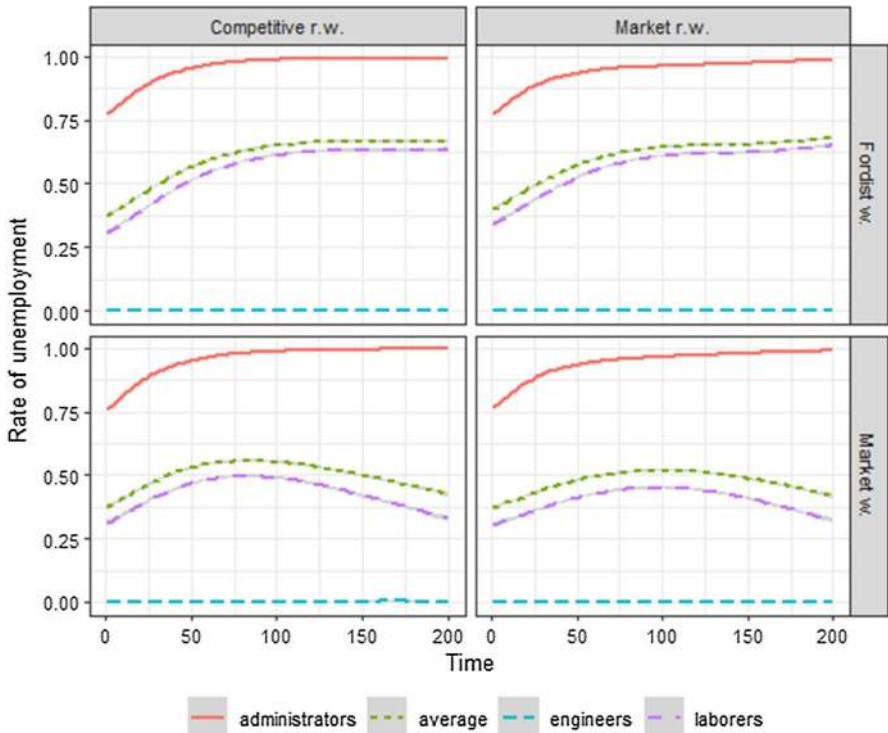 Competitive r.w. Market r.w.
1.00
0.75
0.50
0.25
0.00
Fordist w.
1.00
0.75
0.50
0.25
0.00
Market w.
Rate of unemployment
0 50 100 150 200 0 50 100 150 200
Time
administrators average engineers laborers